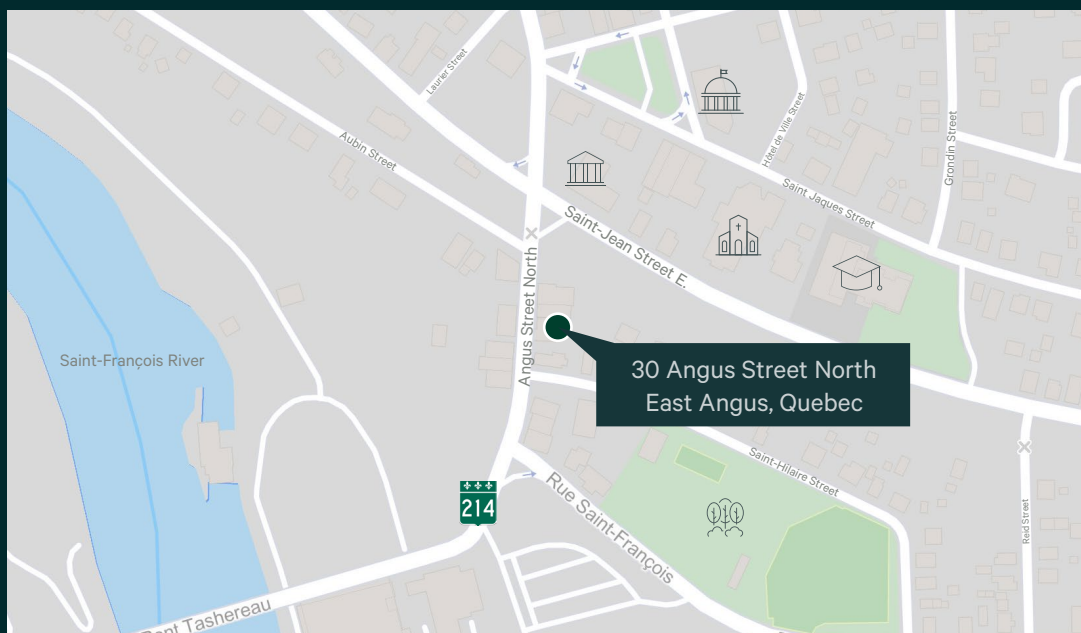 Laurier Street
Aubin Street
Hôtel de Ville Street
Grondin Street
Saint Jaques Street
Saint-Jean Street E.
Angus Street North
Saint-François River
30 Angus Street North
East Angus, Quebec
Saint-Hilaire Street
214
Rue Saint-François
Reid Street
Pont Tashereau